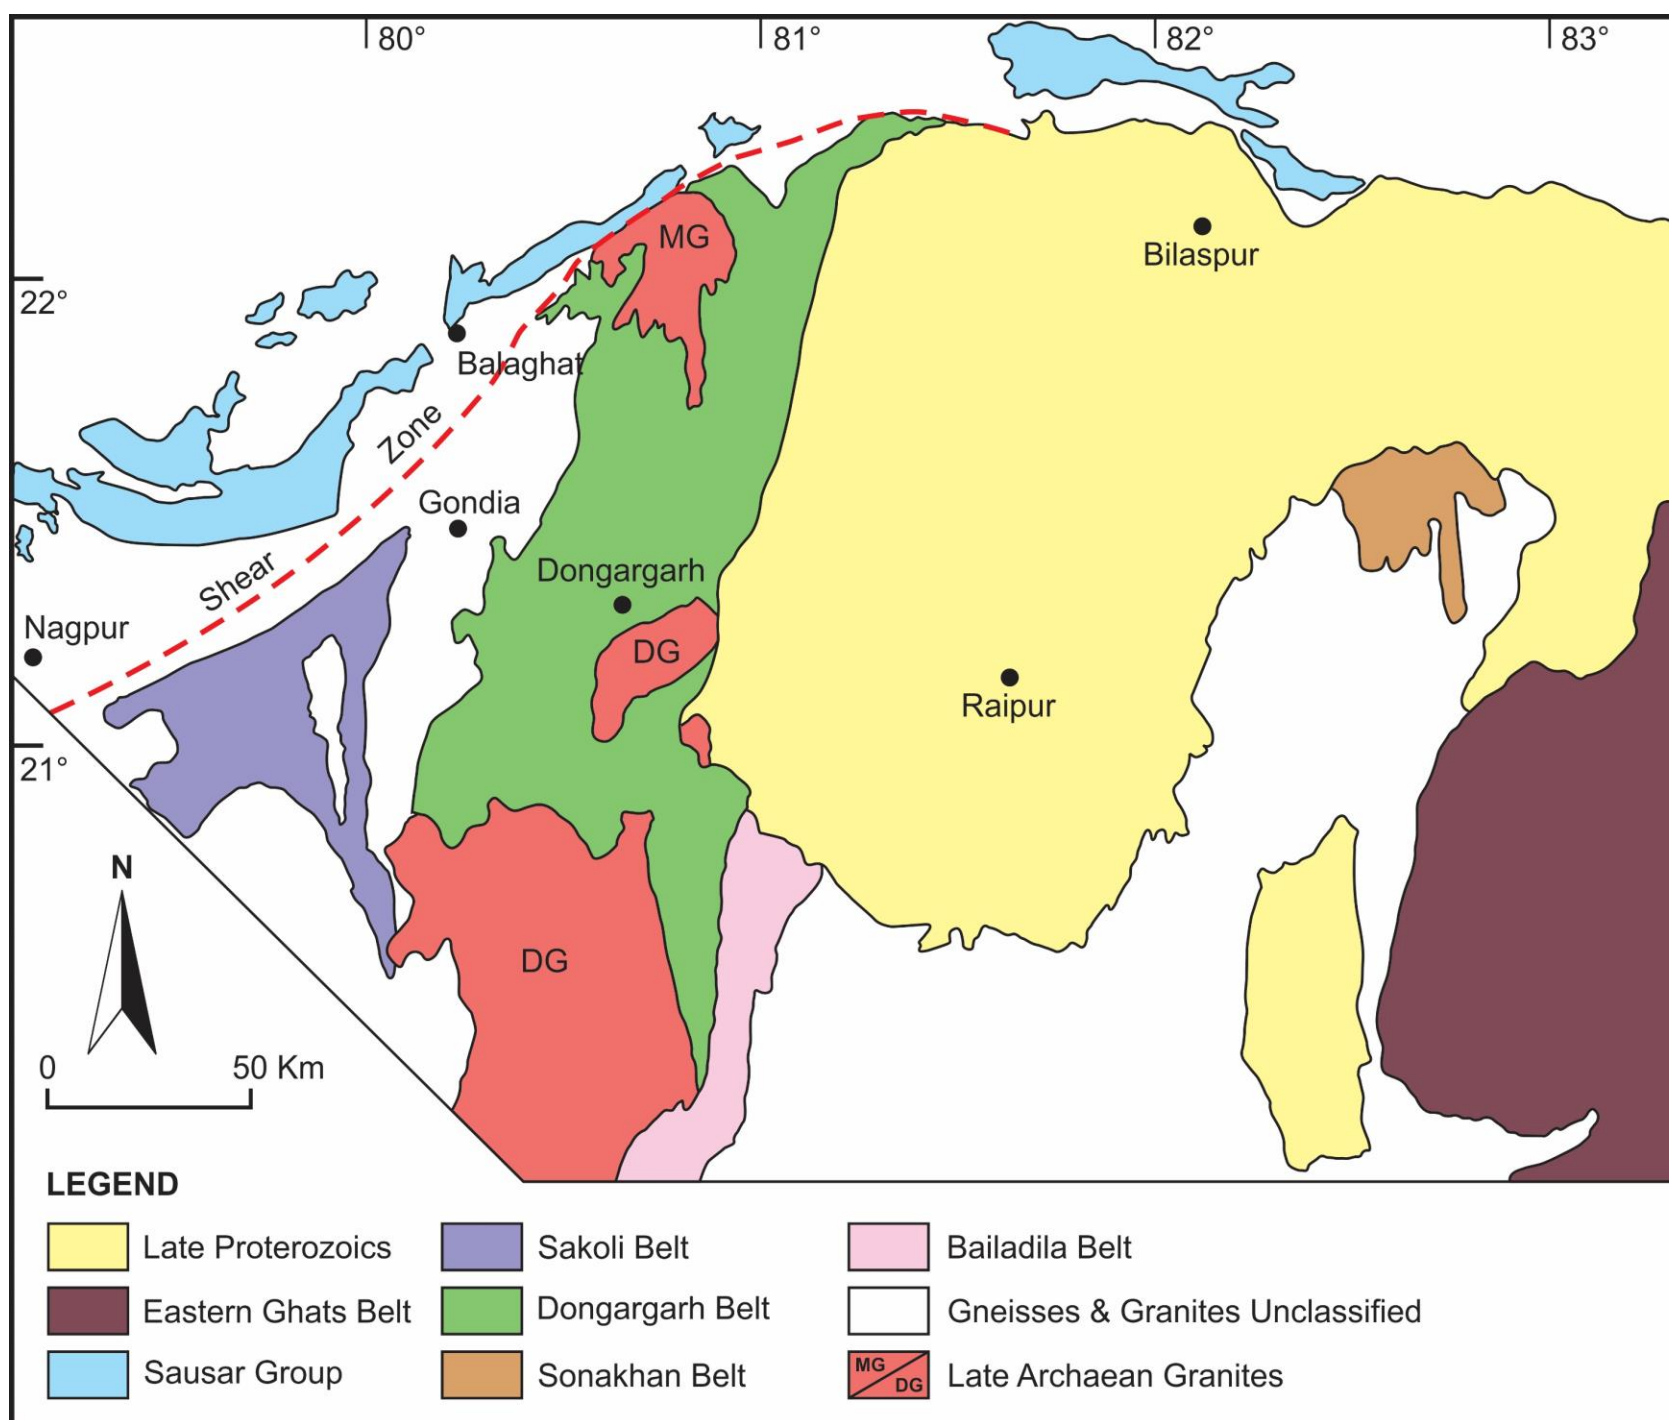 80°
81°
82°
83°
MG
Bilaspur
22°
Balaghat
Zone
Gondia
Shear
Dongargarh
Nagpur
DG
Raipur
21°
N
DG
0 50 Km
LEGEND
Late Proterozoics
Sakoli Belt
Bailadila Belt
Eastern Ghats Belt
Dongargarh Belt
Gneisses & Granites Unclassified
Sausar Group
Sonakhan Belt
MG
DG
Late Archaean Granites